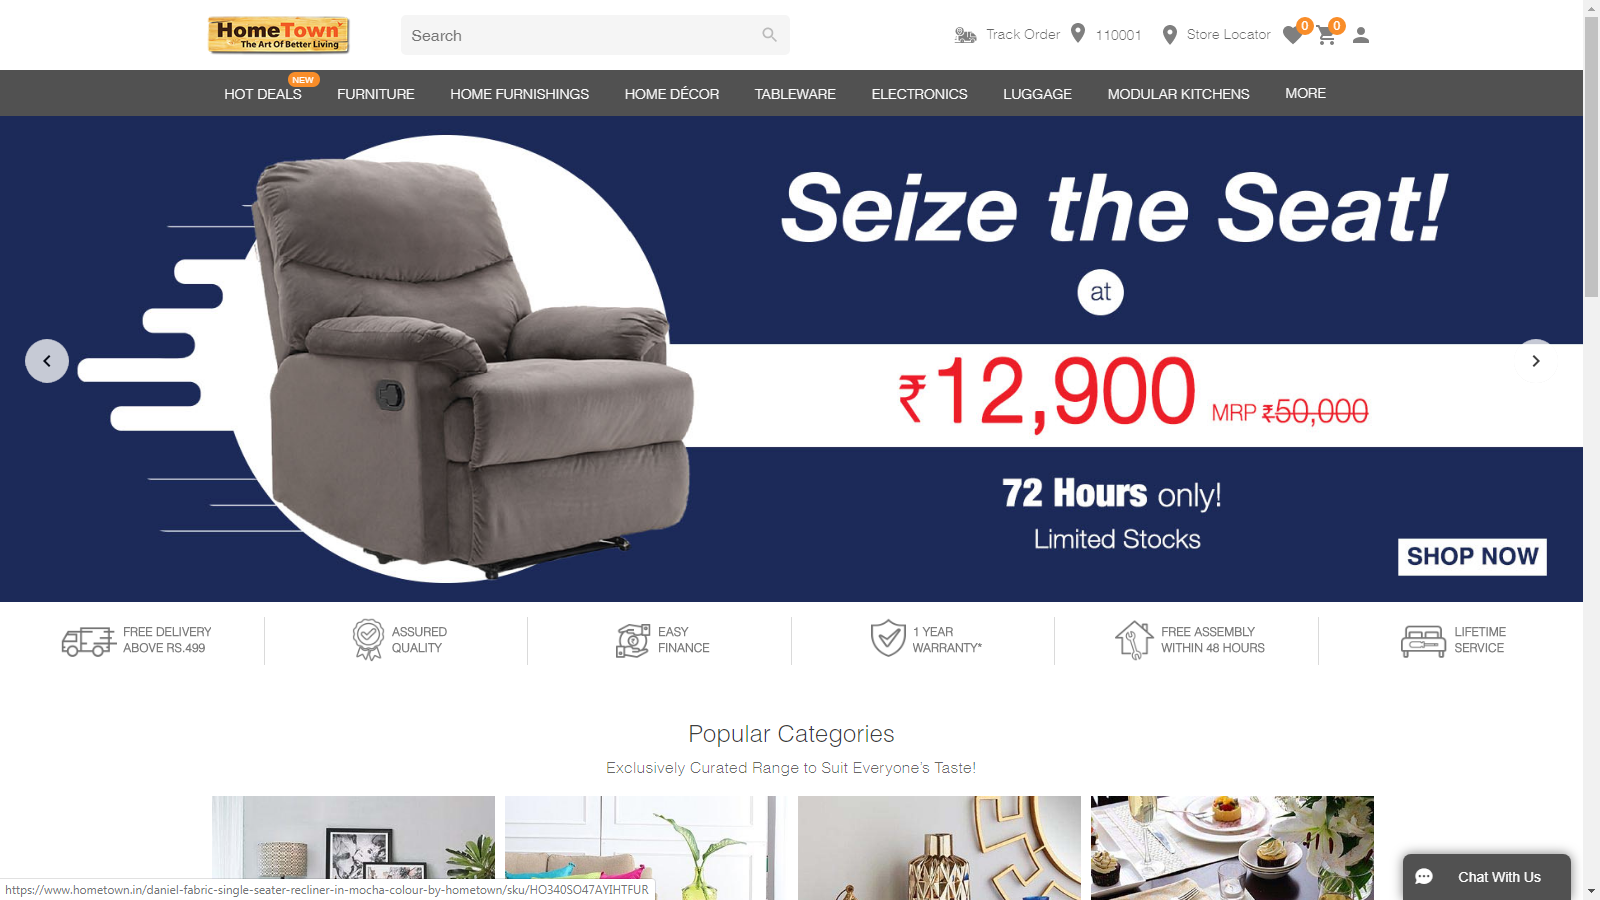 HomeTown
The Art Of Better Living
Search
Track Order
110001
Store Locator
0
0
NEW
HOT DEALS
FURNITURE
HOME FURNISHINGS
HOME DÉCOR
TABLEWARE
ELECTRONICS
LUGGAGE
MODULAR KITCHENS
MORE
Seize the Seat!
at
₹12,900 MRP ₹50,000
72 Hours only!
Limited Stocks
SHOP NOW
FREE DELIVERY
ABOVE RS.499
ASSURED
QUALITY
EASY
FINANCE
1 YEAR
WARRANTY*
FREE ASSEMBLY
WITHIN 48 HOURS
LIFETIME
SERVICE
Popular Categories
Exclusively Curated Range to Suit Everyone's Taste!
https://www.hometown.in/daniel-fabric-single-seater-recliner-in-mocha-colour-by-hometown/sku/HO340SO47AYIHTFUR
Chat With Us